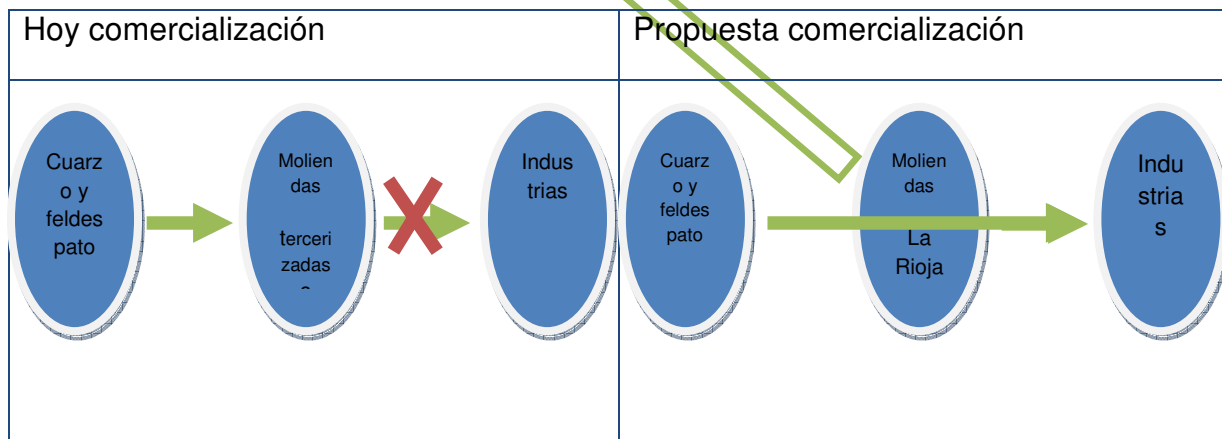 Hoy comercialización
Propuesta comercialización
Cuarz
o y
feldes
pato
Molien
das
terceri
zadas
Indus
trias
Cuarz
o y
feldes
pato
Molien
das
La
Rioja
Indu
stria
s